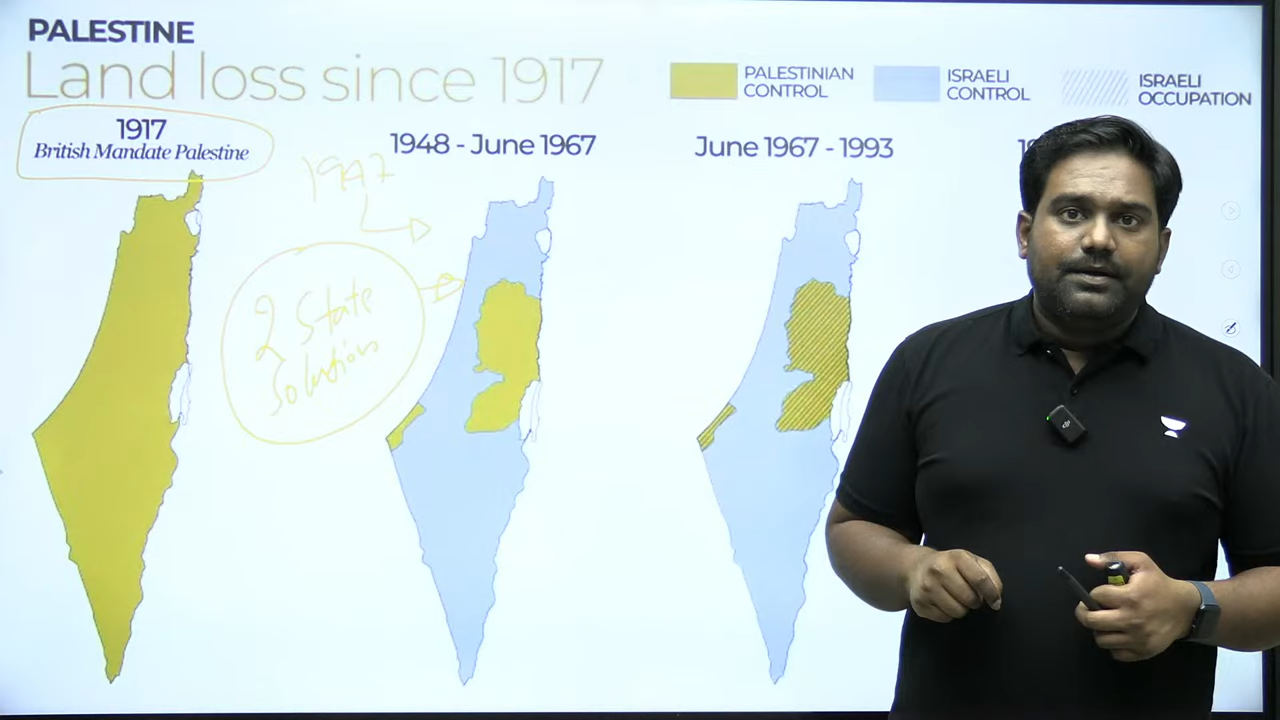 PALESTINE
Land loss since 1917
PALESTINIAN
CONTROL
ISRAELI
CONTROL
ISRAELI
OCCUPATION
1917
British Mandate Palestine
1948 - June 1967
June 1967 - 1993
1947
2 State
Solution